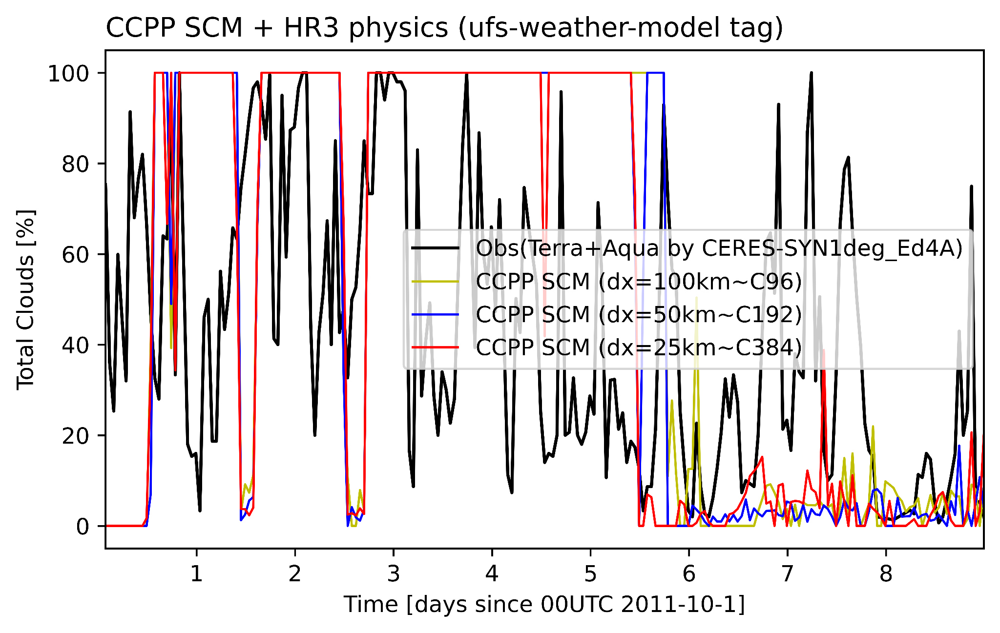 CCPP SCM + HR3 physics (ufs-weather-model tag)
Total Clouds [%]
100
80
60
40
20
0
Obs(Terra+Aqua by CERES-SYN1deg_Ed4A)
CCPP SCM (dx=100km~C96)
CCPP SCM (dx=50km~C192)
CCPP SCM (dx=25km~C384)
1 2 3 4 5 6 7 8
Time [days since 00UTC 2011-10-1]